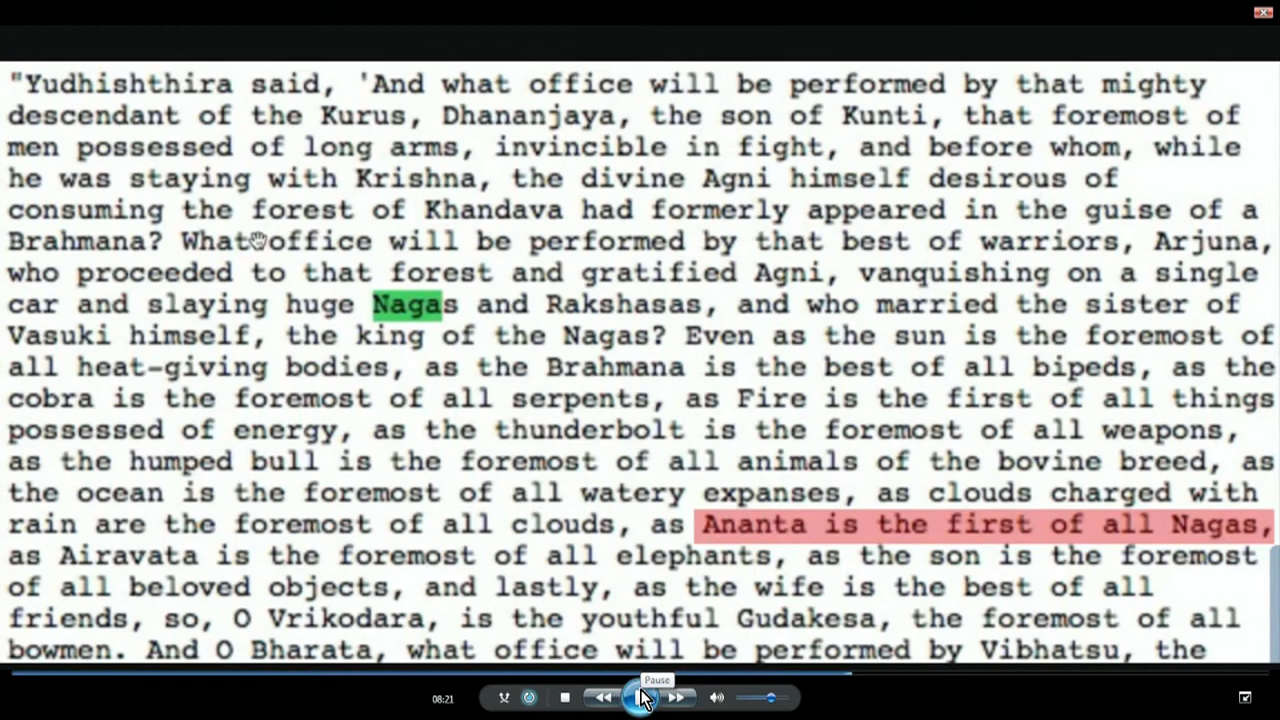 "Yudhishthira said, 'And what office will be performed by that mighty
descendant of the Kurus, Dhananjaya, the son of Kunti, that foremost of
men possessed of long arms, invincible in fight, and before whom, while
he was staying with Krishna, the divine Agni himself desirous of
consuming the forest of Khandava had formerly appeared in the guise of a
Brahmana? What office will be performed by that best of warriors, Arjuna,
who proceeded to that forest and gratified Agni, vanquishing on a single
car and slaying huge Nagas and Rakshasas, and who married the sister of
Vasuki himself, the king of the Nagas? Even as the sun is the foremost of
all heat-giving bodies, as the Brahmana is the best of all bipeds, as the
cobra is the foremost of all serpents, as Fire is the first of all things
possessed of energy, as the thunderbolt is the foremost of all weapons,
as the humped bull is the foremost of all animals of the bovine breed, as
the ocean is the foremost of all watery expanses, as clouds charged with
rain are the foremost of all clouds, as Ananta is the first of all Nagas,
as Airavata is the foremost of all elephants, as the son is the foremost
of all beloved objects, and lastly, as the wife is the best of all
friends, so, O Vrikodara, is the youthful Gudakesa, the foremost of all
bowmen. And O Bharata, what office will be performed by Vibhatsu, the
Pause
08:21